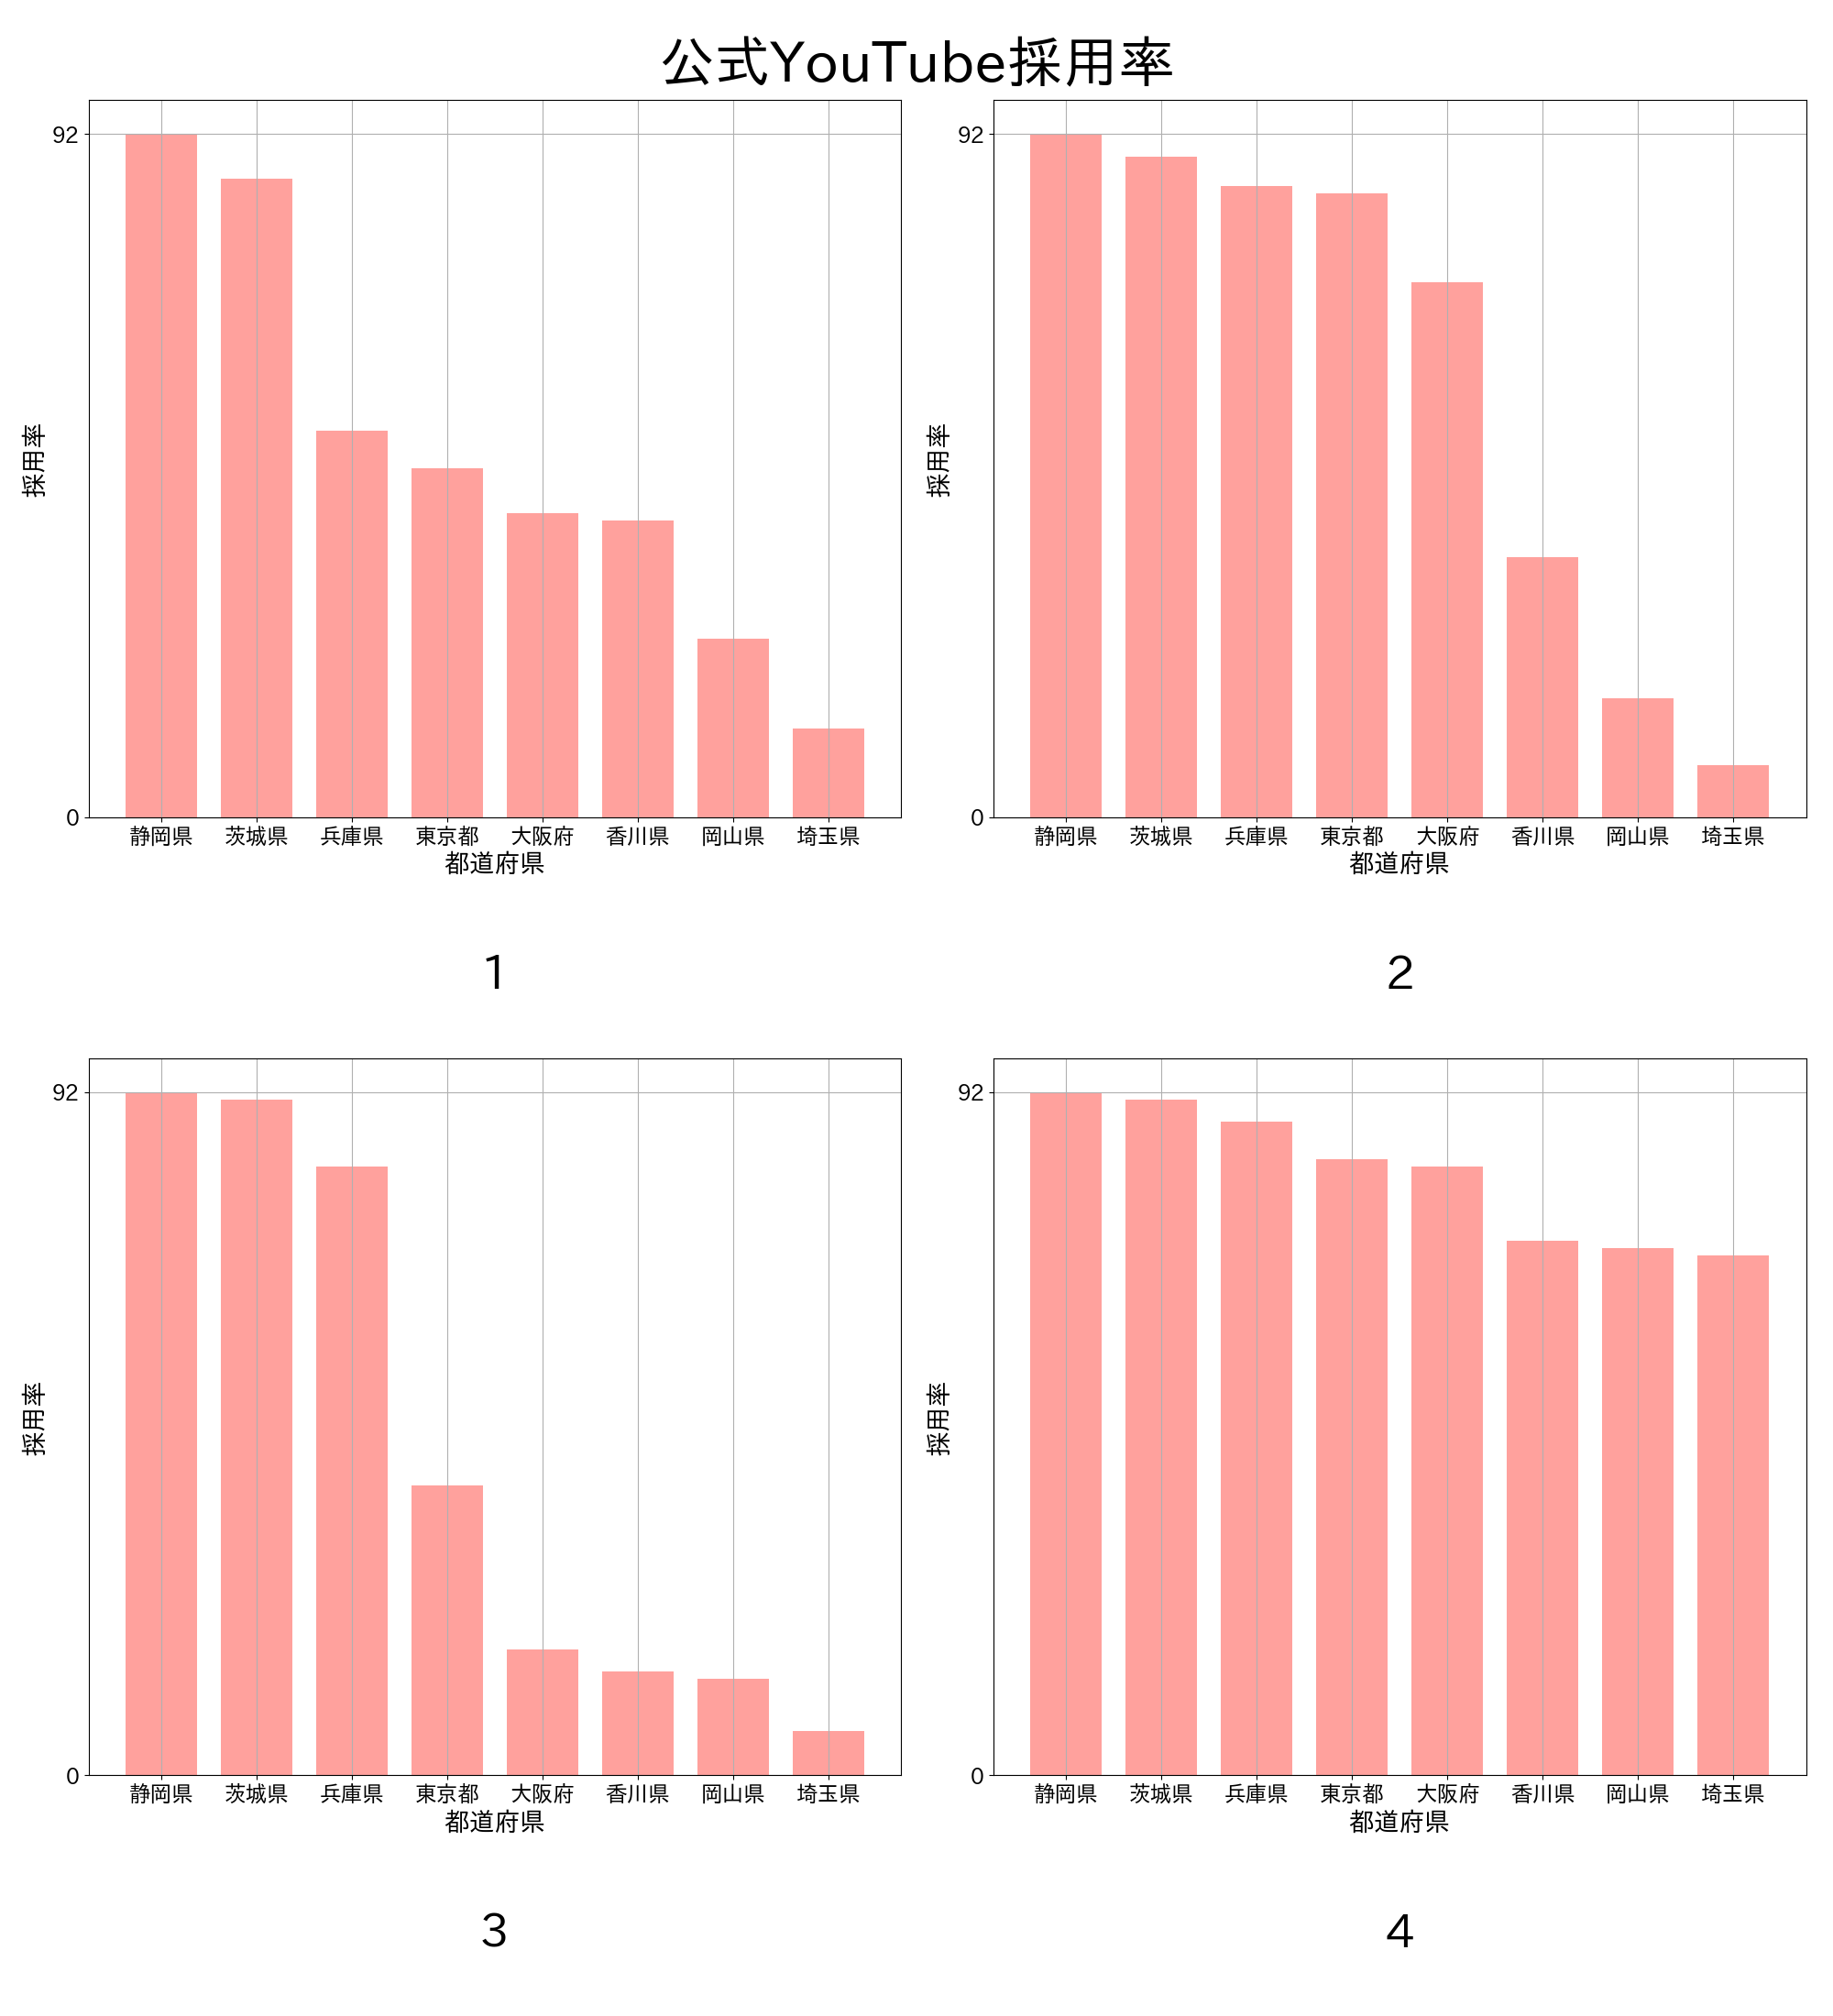 公式YouTube採用率
92
0
採用率
静岡県 茨城県 兵庫県 東京都 大阪府 香川県 岡山県 埼玉県
都道府県
1
92
0
採用率
静岡県 茨城県 兵庫県 東京都 大阪府 香川県 岡山県 埼玉県
都道府県
2
92
0
採用率
静岡県 茨城県 兵庫県 東京都 大阪府 香川県 岡山県 埼玉県
都道府県
3
92
0
採用率
静岡県 茨城県 兵庫県 東京都 大阪府 香川県 岡山県 埼玉県
都道府県
4